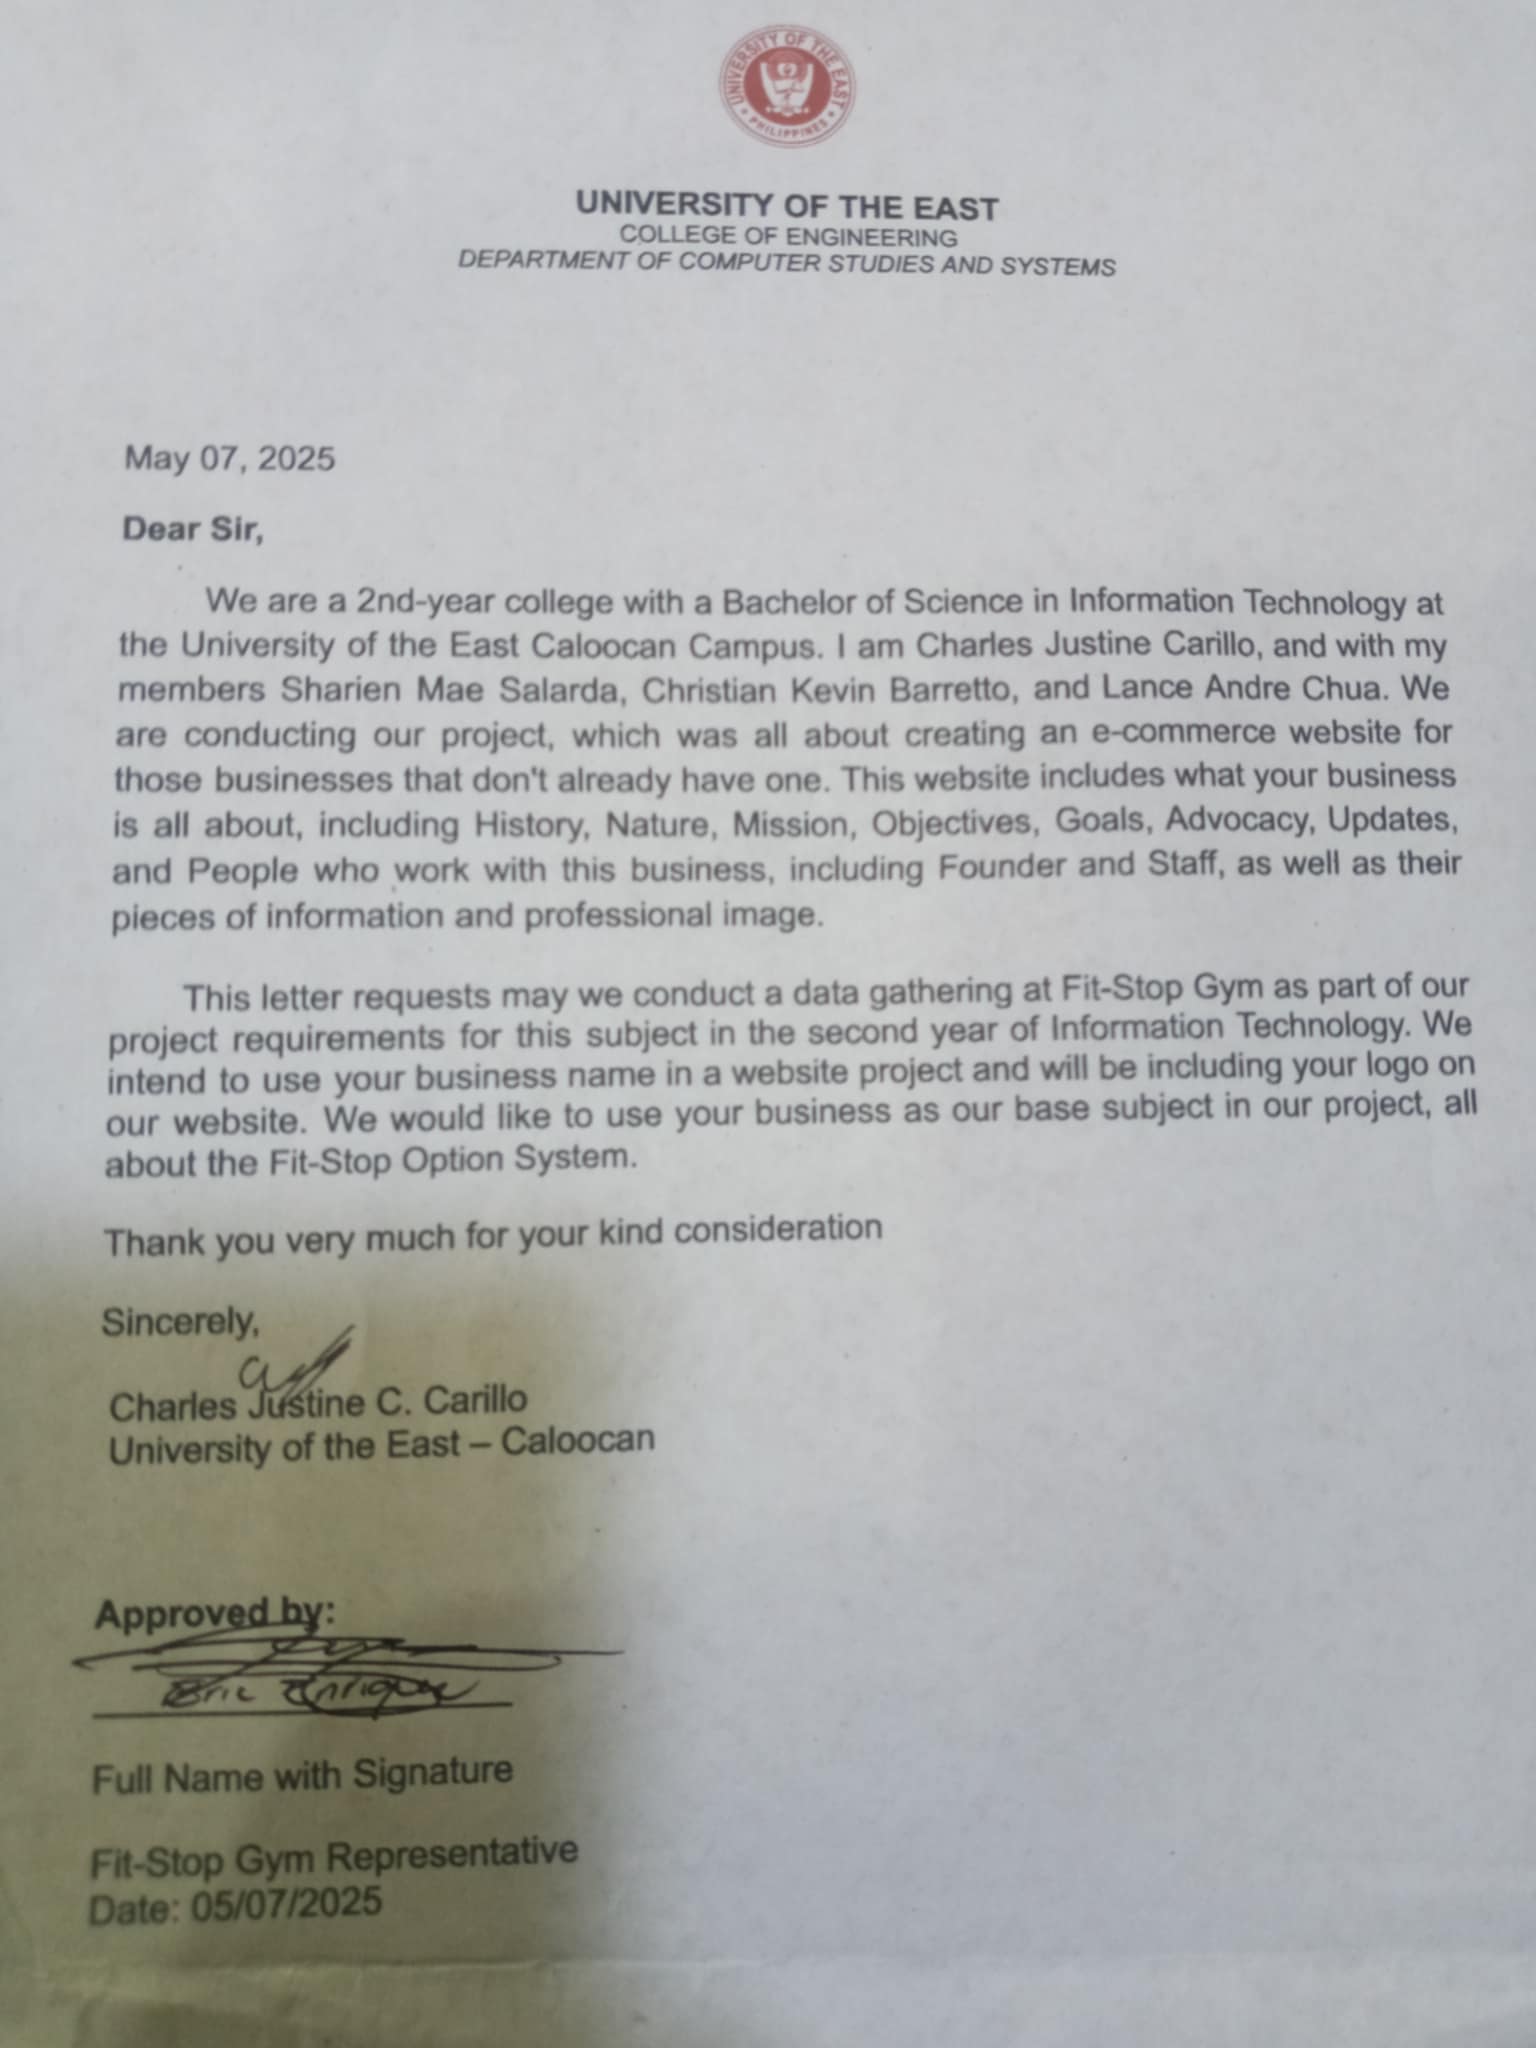 UNIVERSITY OF THE EAST
PHILIPPINES
UNIVERSITY OF THE EAST
COLLEGE OF ENGINEERING
DEPARTMENT OF COMPUTER STUDIES AND SYSTEMS
May 07, 2025
Dear Sir,
We are a 2nd-year college with a Bachelor of Science in Information Technology at
the University of the East Caloocan Campus. I am Charles Justine Carillo, and with my
members Sharien Mae Salarda, Christian Kevin Barretto, and Lance Andre Chua. We
are conducting our project, which was all about creating an e-commerce website for
those businesses that don't already have one. This website includes what your business
is all about, including History, Nature, Mission, Objectives, Goals, Advocacy, Updates,
and People who work with this business, including Founder and Staff, as well as their
pieces of information and professional image.
This letter requests may we conduct a data gathering at Fit-Stop Gym as part of our
project requirements for this subject in the second year of Information Technology. We
intend to use your business name in a website project and will be including your logo on
our website. We would like to use your business as our base subject in our project, all
about the Fit-Stop Option System.
Thank you very much for your kind consideration
Sincerely,
Charles Justine C. Carillo
University of the East – Caloocan
Approved by:
Eric Enriquez
Full Name with Signature
Fit-Stop Gym Representative
Date: 05/07/2025